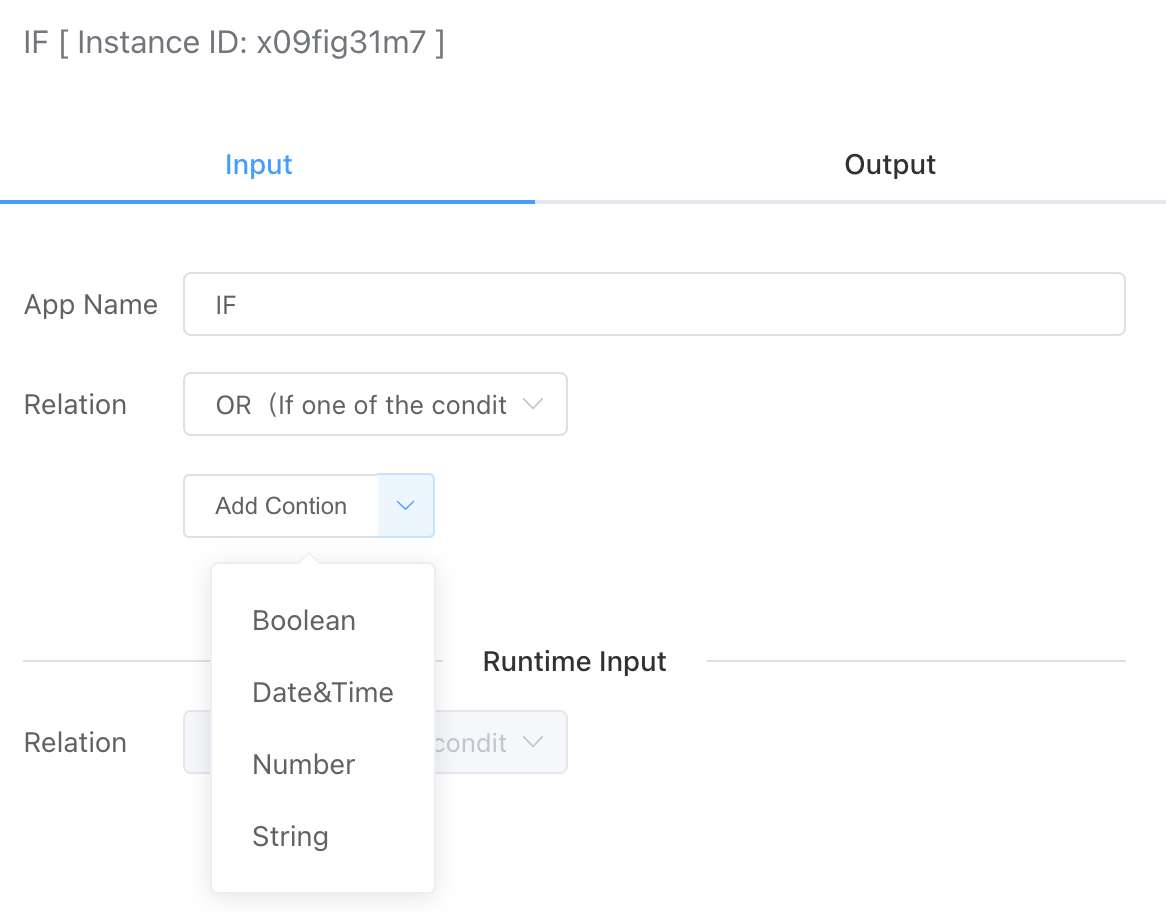 IF [ Instance ID: x09fig31m7 ]
Input
Output
App Name
IF
Relation
OR（If one of the condit
Add Contion
Boolean
Date&Time
Number
String
Runtime Input
Relation
condit